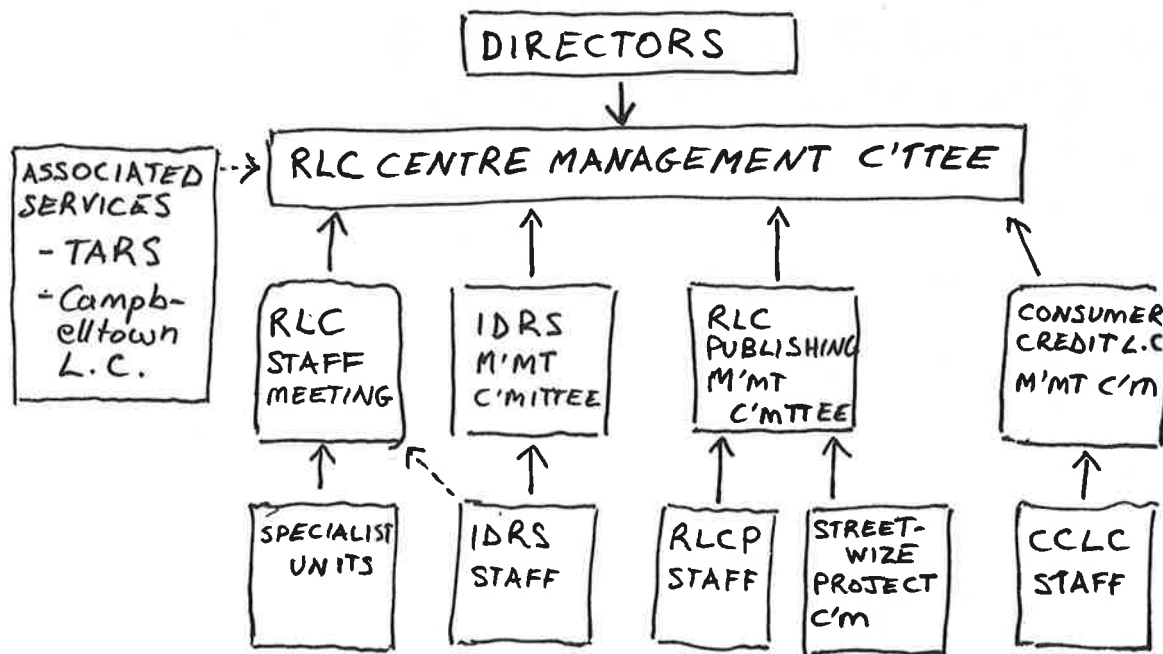 DIRECTORS
RLC CENTRE MANAGEMENT C'TTEE
ASSOCIATED
SERVICES
- TARS
- Campb-
elltown
L.C.
RLC
STAFF
MEETING
IDRS
M'MT
C'MITTEE
RLC
PUBLISHING
M'MT
C'MTTEE
CONSUMER
CREDIT L.C
M'MT C'M
SPECIALIST
UNITS
IDRS
STAFF
RLCP
STAFF
STREET-
WIZE
PROJECT
C'M
CCLC
STAFF